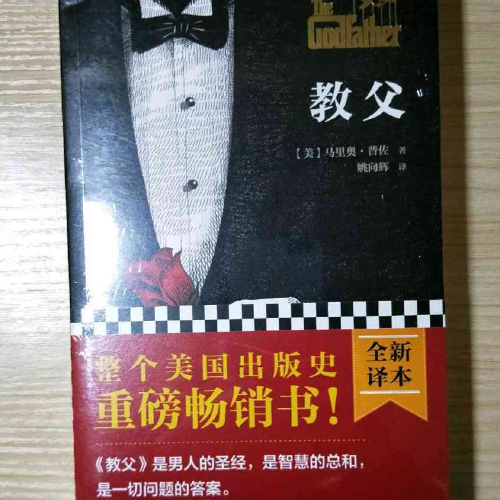 The
Godfather
教父
[美]马里奥·普佐 著
姚向辉 译
整个美国出版史
重磅畅销书!
全新
译本
《教父》是男人的圣经,是智慧的总和,
是一切问题的答案。